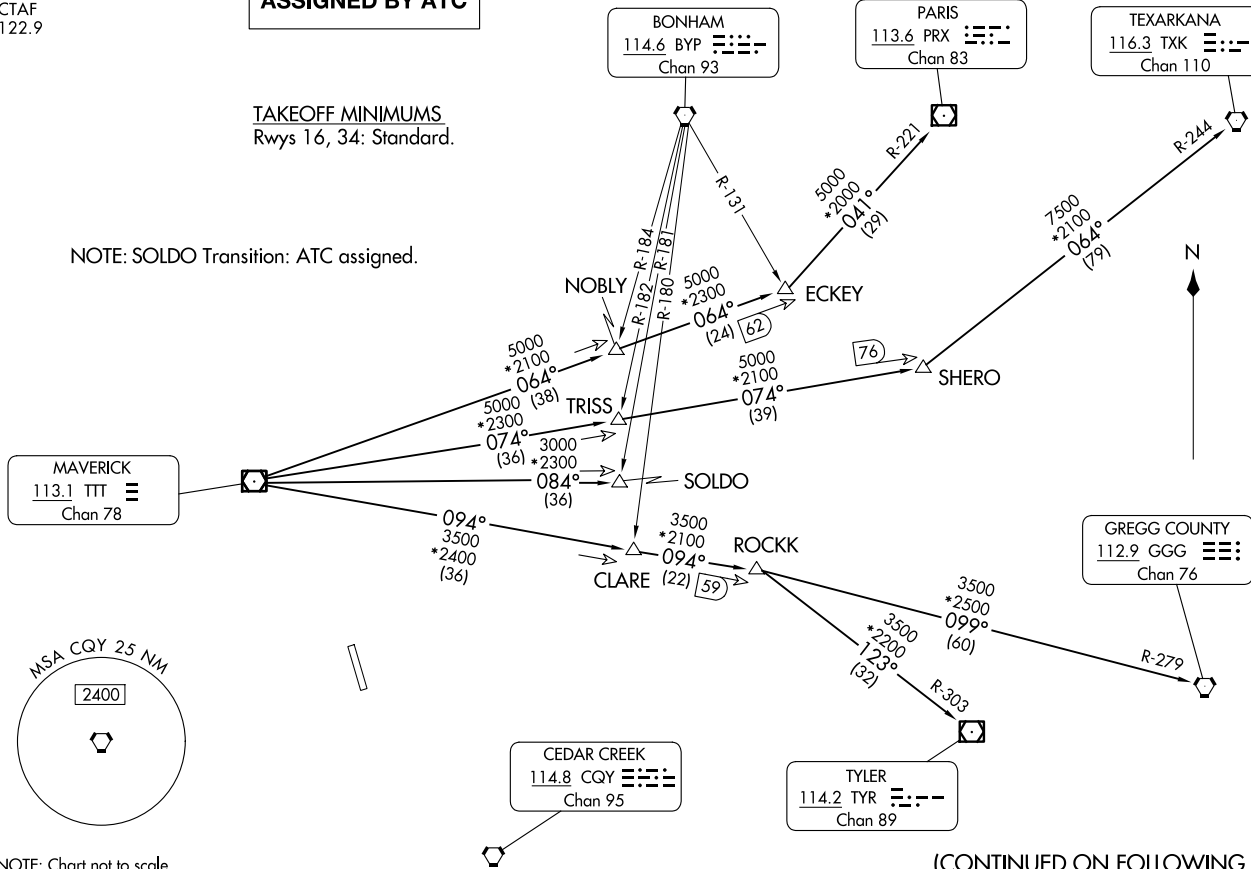 CTAF
122.9
ASSIGNED BY ATC
TAKEOFF MINIMUMS
Rwys 16, 34: Standard.
NOTE: SOLDO Transition: ATC assigned.
BONHAM
114.6 BYP
Chan 93
PARIS
113.6 PRX
Chan 83
TEXARKANA
116.3 TXK
Chan 110
R-221
R-244
R-131
R-184
R-181
R-182
R-180
5000
*2000
041°
(29)
7500
*2100
064°
(79)
N
NOBLY
5000
*2300
064°
(24)
62
ECKEY
5000
*2100
064°
(38)
TRISS
5000
*2100
074°
(39)
76
SHERO
5000
*2300
074°
(36)
3000
*2300
084°
(36)
SOLDO
MAVERICK
113.1 TTT
Chan 78
094°
3500
*2400
(36)
CLARE
3500
*2100
094°
(22)
59
ROCKK
GREGG COUNTY
112.9 GGG
Chan 76
3500
*2500
099°
(60)
R-279
3500
*2200
123°
(32)
R-303
MSA CQY 25 NM
2400
CEDAR CREEK
114.8 CQY
Chan 95
TYLER
114.2 TYR
Chan 89
NOTE: Chart not to scale
(CONTINUED ON FOLLOWING